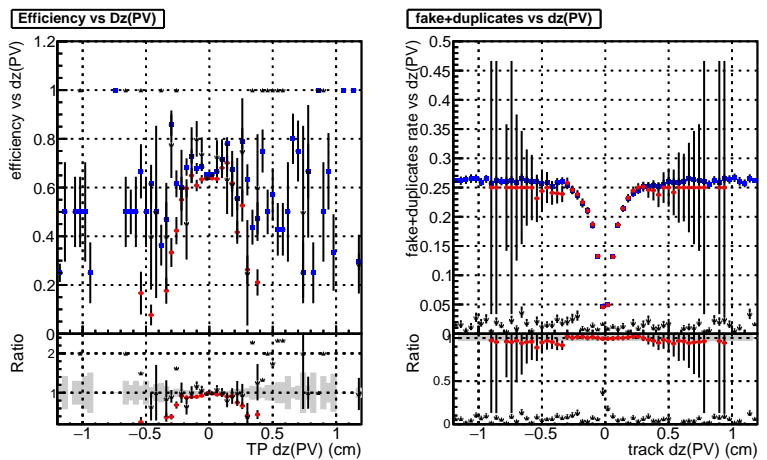 Efficiency vs Dz(PV)
efficiency vs dz(PV)
1.2
1
0.8
0.6
0.4
0.2
0
Ratio
2
1
−1 −0.5 0 0.5 1
TP dz(PV) (cm)
fake+duplicates vs dz(PV)
fake+duplicates rate vs dz(PV)
0.5
0.45
0.4
0.35
0.3
0.25
0.2
0.15
0.1
0.05
0
Ratio
0.5
0
−1 −0.5 0 0.5 1
track dz(PV) (cm)